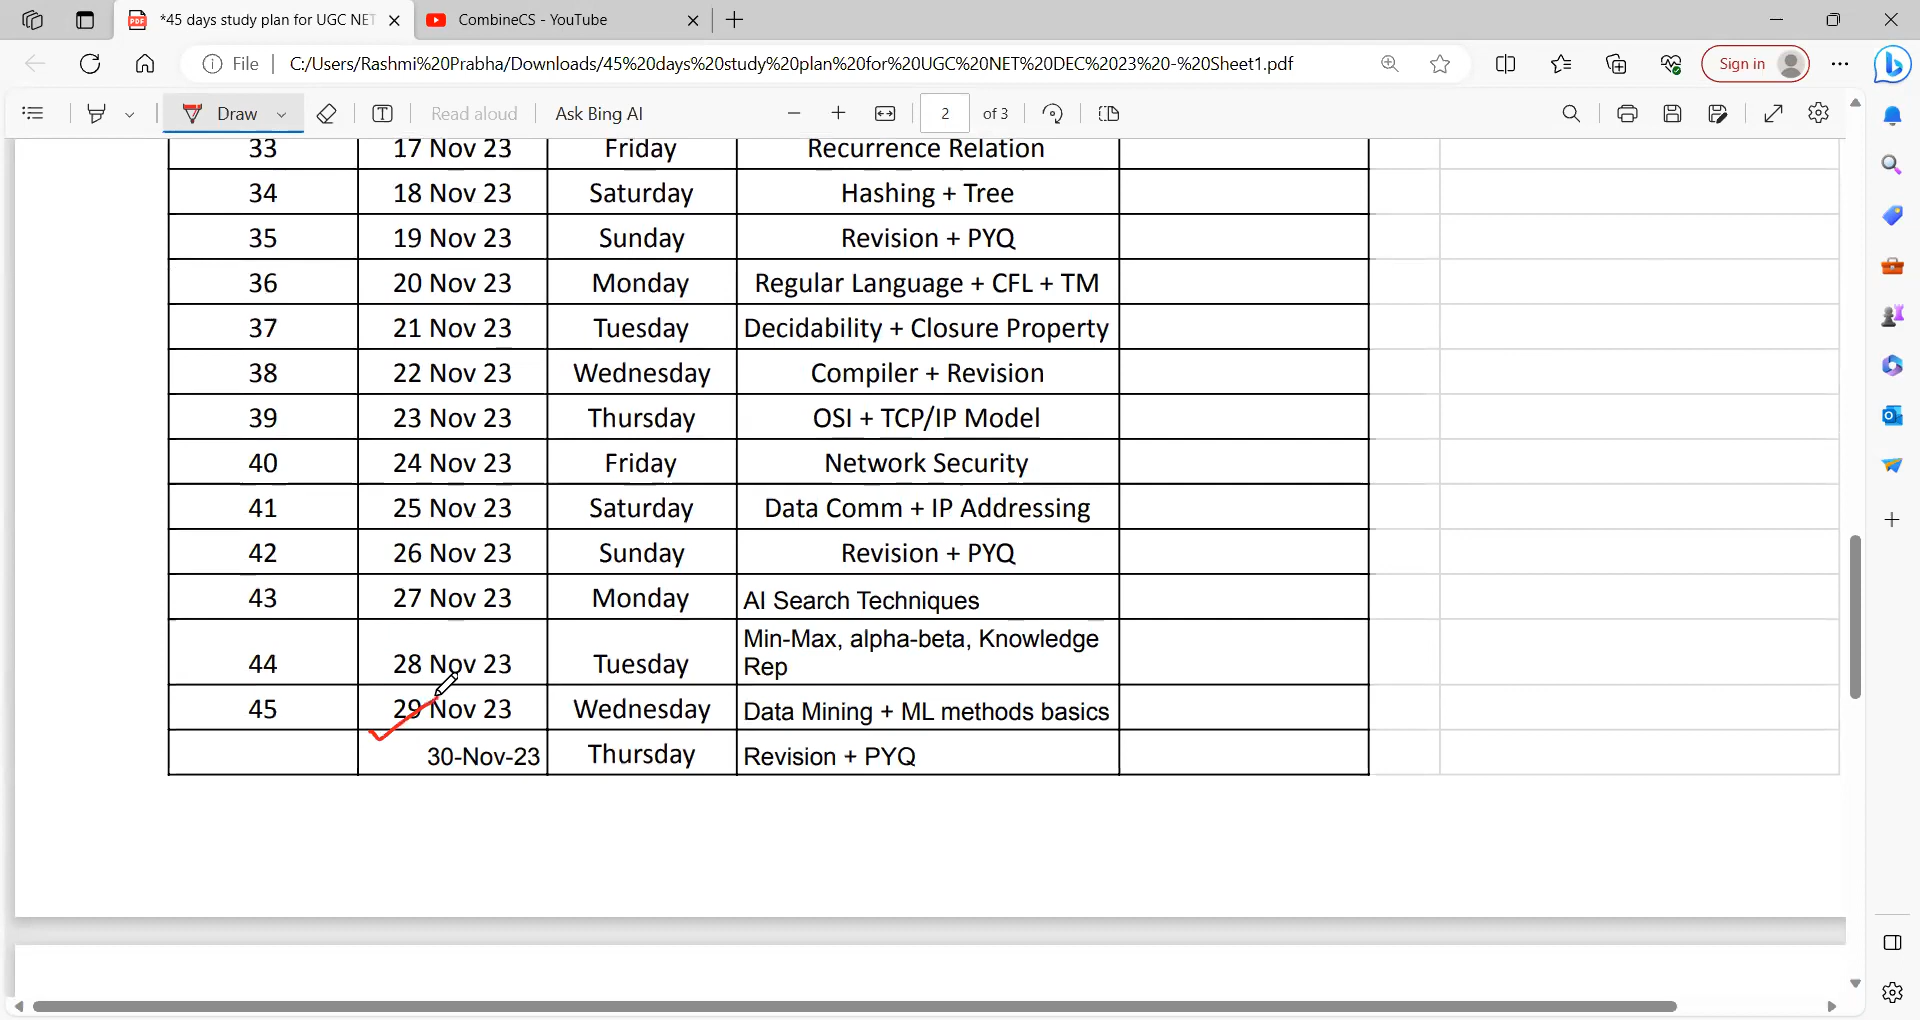 *45 days study plan for UGC NET
CombineCS - YouTube
File
C:/Users/Rashmi%20Prabha/Downloads/45%20days%20study%20plan%20for%20UGC%20NET%20DEC%2023%20-%20Sheet1.pdf
Sign in
Draw
Read aloud
Ask Bing AI
2 of 3
33 17 Nov 23 Friday Recurrence Relation
34 18 Nov 23 Saturday Hashing + Tree
35 19 Nov 23 Sunday Revision + PYQ
36 20 Nov 23 Monday Regular Language + CFL + TM
37 21 Nov 23 Tuesday Decidability + Closure Property
38 22 Nov 23 Wednesday Compiler + Revision
39 23 Nov 23 Thursday OSI + TCP/IP Model
40 24 Nov 23 Friday Network Security
41 25 Nov 23 Saturday Data Comm + IP Addressing
42 26 Nov 23 Sunday Revision + PYQ
43 27 Nov 23 Monday AI Search Techniques
44 28 Nov 23 Tuesday Min-Max, alpha-beta, Knowledge
Rep
45 29 Nov 23 Wednesday Data Mining + ML methods basics
30-Nov-23 Thursday Revision + PYQ